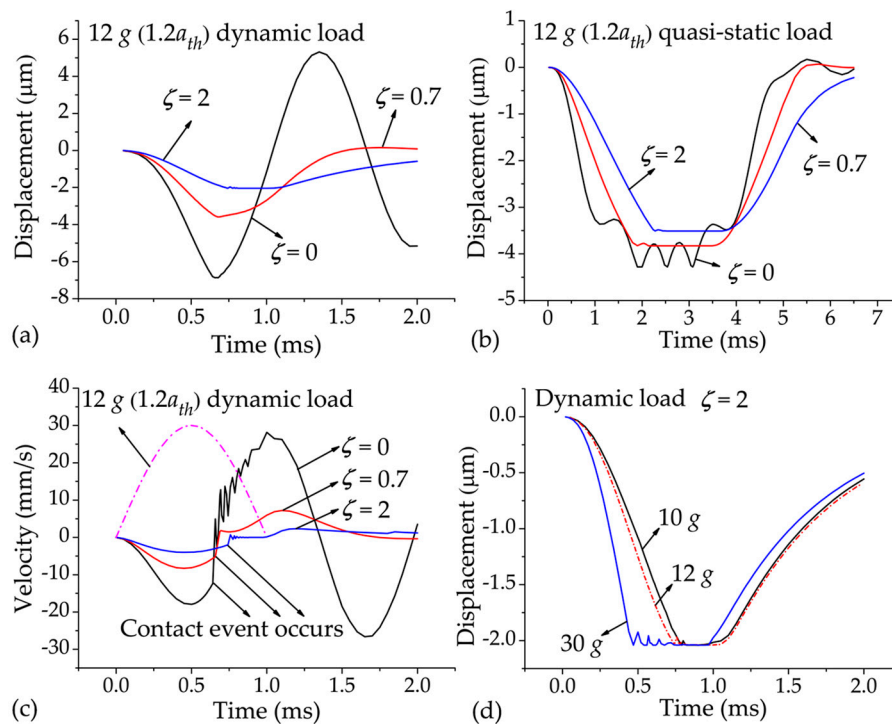 12 g (1.2a_th) dynamic load
Displacement (μm)
6
4
2
0
-2
-4
-6
-8
ζ = 2
ζ = 0.7
ζ = 0
0.0 0.5 1.0 1.5 2.0
Time (ms)
(a)
12 g (1.2a_th) quasi-static load
Displacement (μm)
0
-1
-2
-3
-4
-5
ζ = 2
ζ = 0.7
ζ = 0
0 1 2 3 4 5 6 7
Time (ms)
(b)
12 g (1.2a_th) dynamic load
Velocity (mm/s)
40
30
20
10
0
-10
-20
-30
ζ = 0
ζ = 0.7
ζ = 2
Contact event occurs
0.0 0.5 1.0 1.5 2.0
Time (ms)
(c)
Dynamic load ζ = 2
Displacement (μm)
0.0
-0.5
-1.0
-1.5
-2.0
10 g
12 g
30 g
0.0 0.5 1.0 1.5 2.0
Time (ms)
(d)